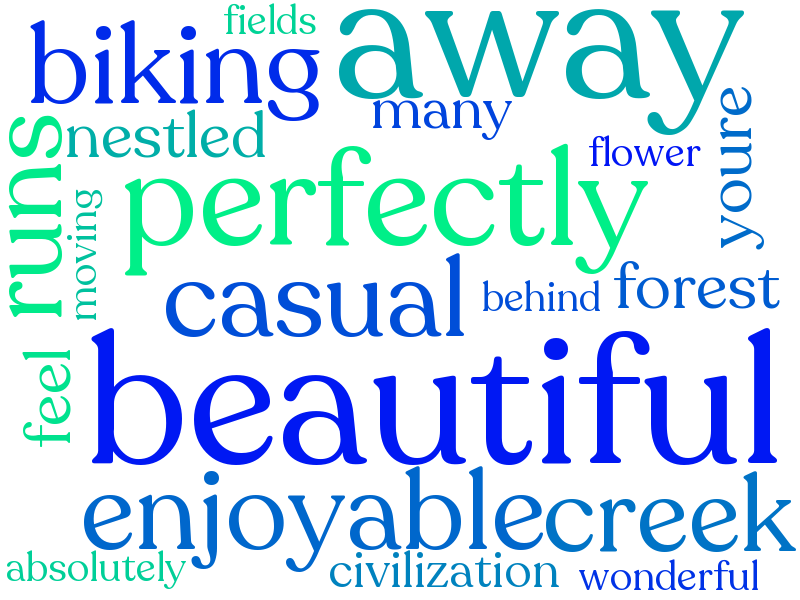 fields
away
biking
many
nestled
youre
flower
runs
perfectly
moving
casual
behind
forest
beautiful
feel
enjoyable
creek
absolutely
civilization
wonderful